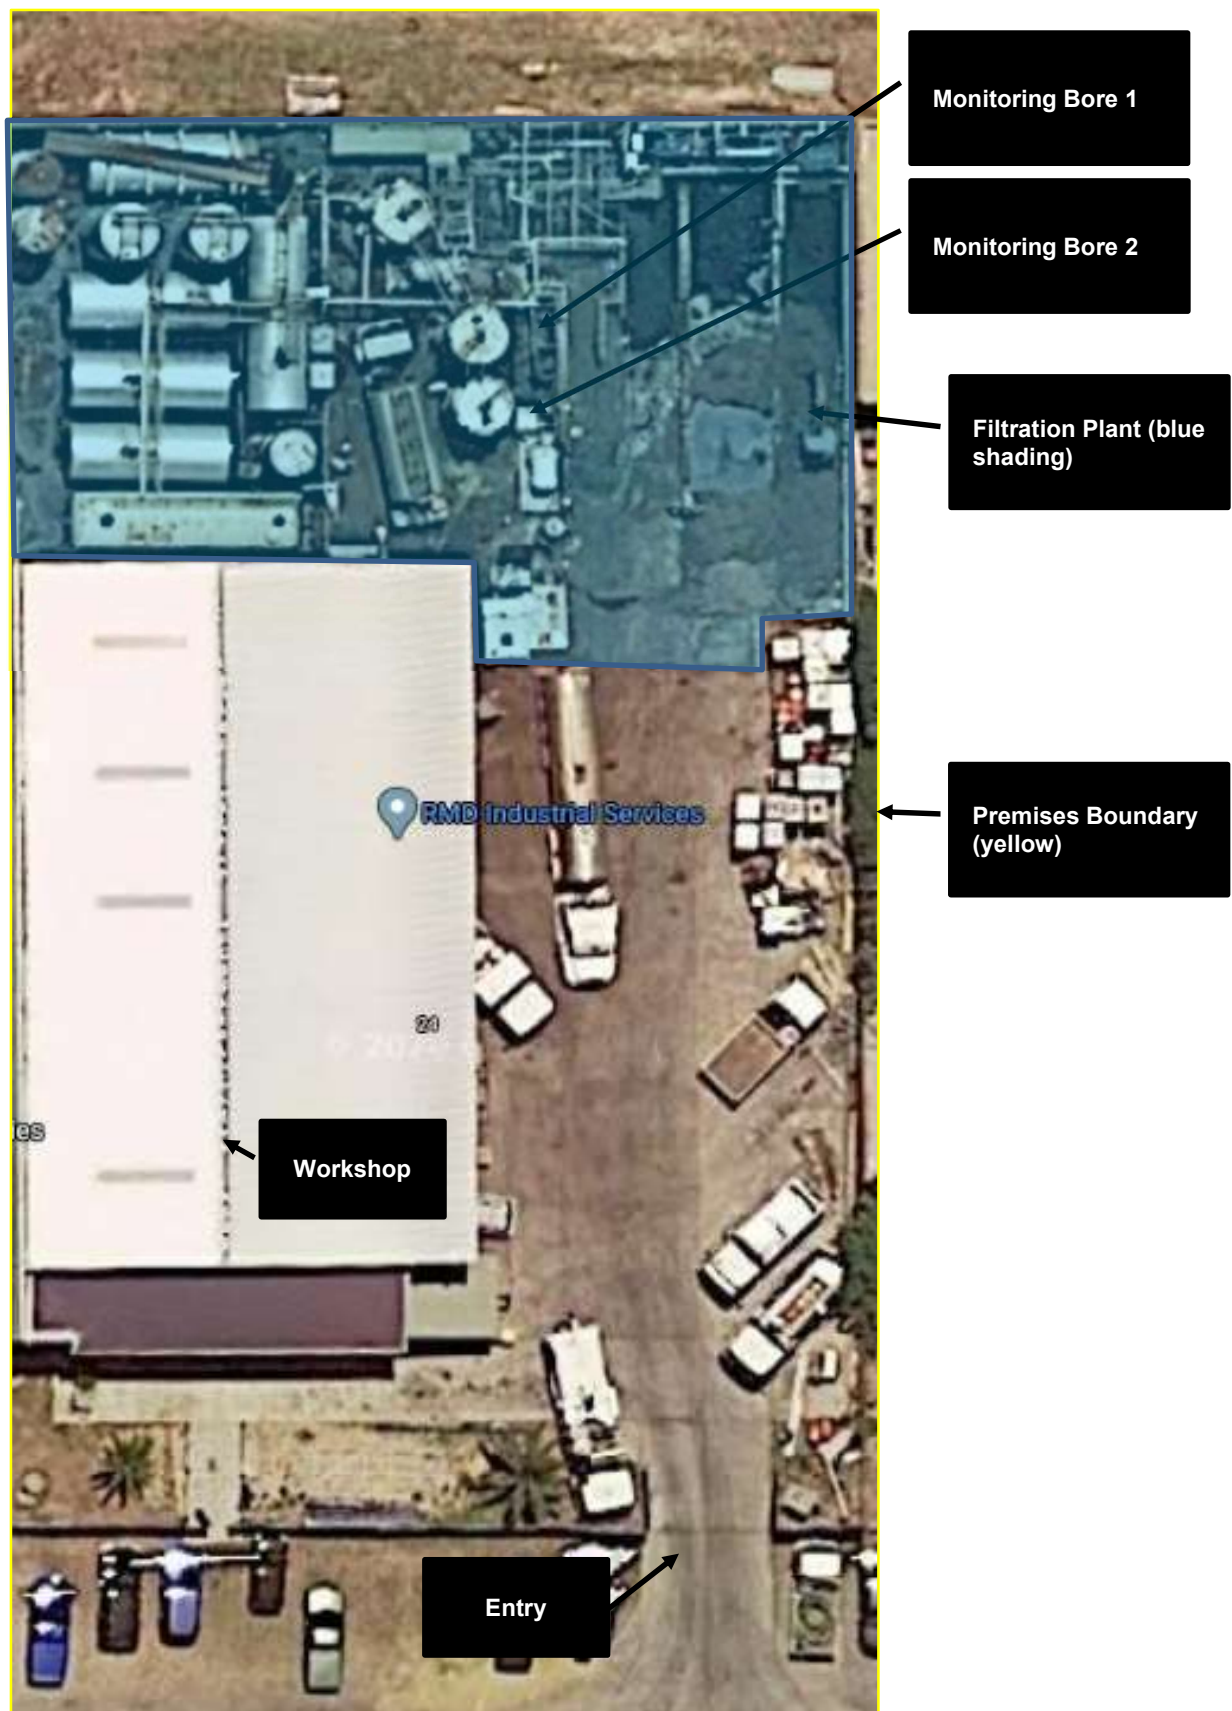 Monitoring Bore 1
Monitoring Bore 2
Filtration Plant (blue
shading)
RMD Industrial Services
Premises Boundary
(yellow)
24
es
Workshop
Entry